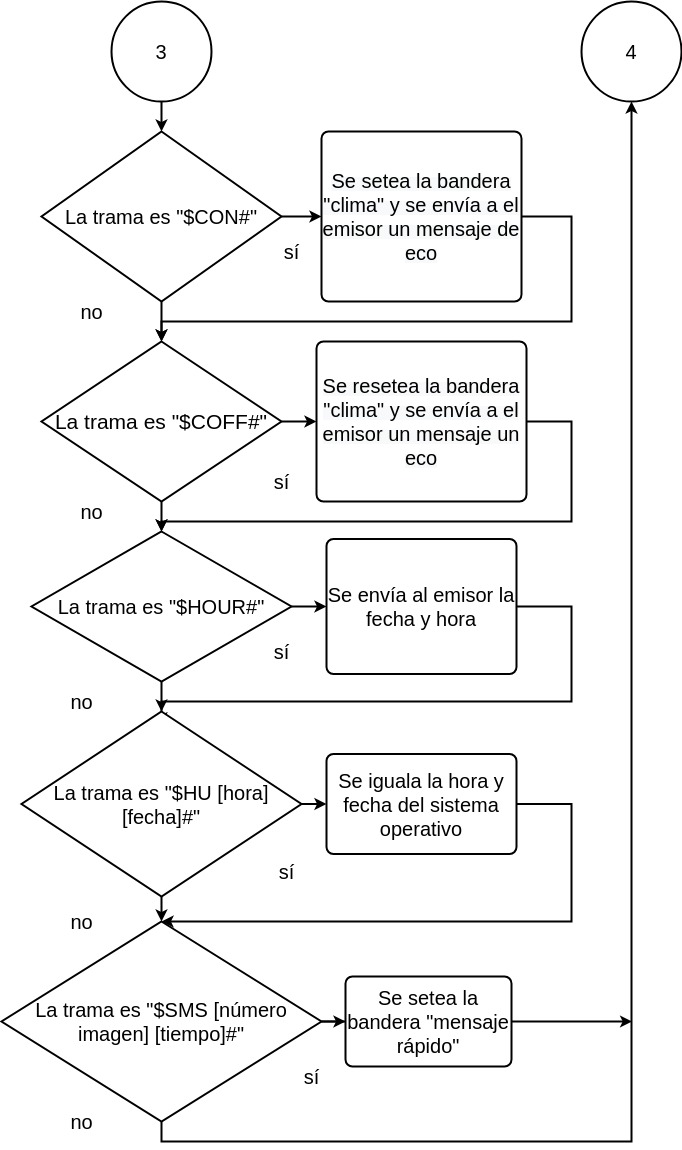 3
4
La trama es "$CON#"
Se setea la bandera
"clima" y se envía a el
emisor un mensaje de
eco
sí
no
La trama es "$COFF#"
Se resetea la bandera
"clima" y se envía a el
emisor un mensaje un
eco
sí
no
La trama es "$HOUR#"
Se envía al emisor la
fecha y hora
sí
no
La trama es "$HU [hora]
[fecha]#"
Se iguala la hora y
fecha del sistema
operativo
sí
no
La trama es "$SMS [número
imagen] [tiempo]#"
Se setea la
bandera "mensaje
rápido"
sí
no